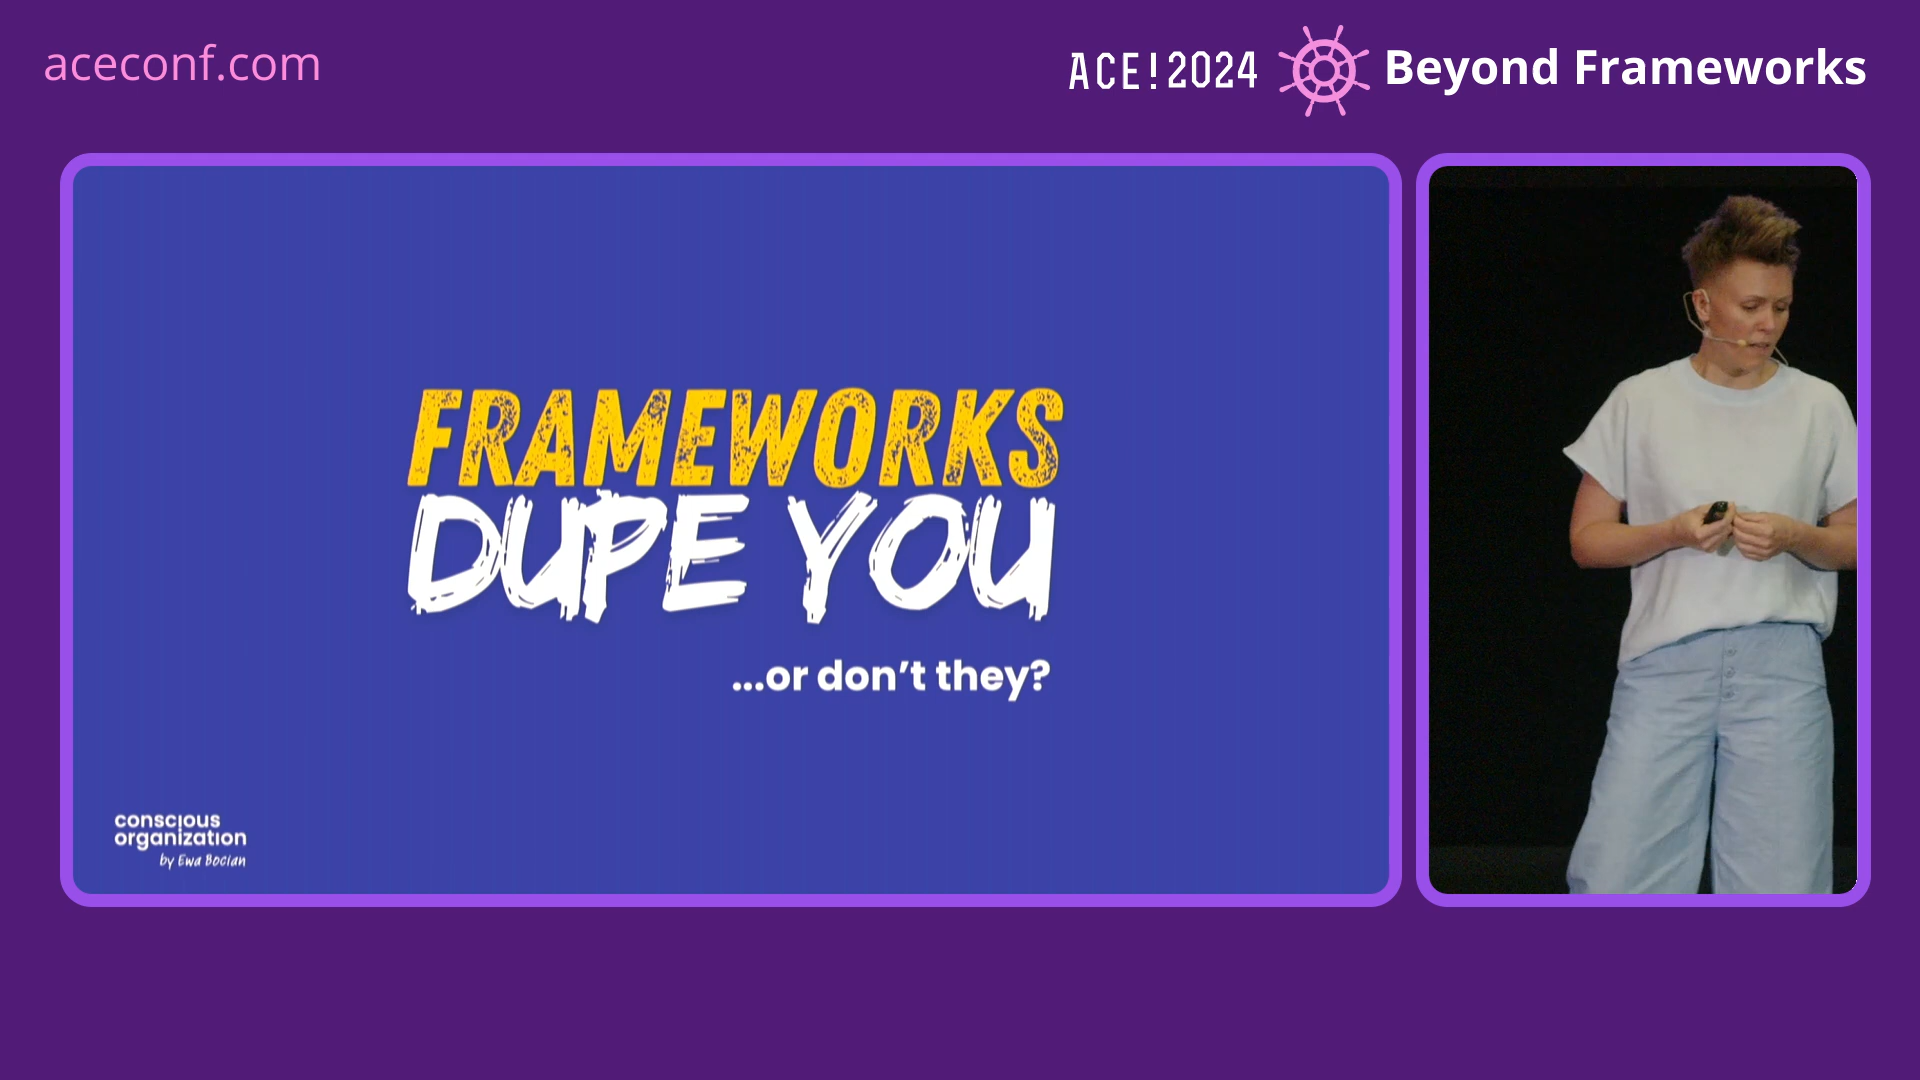 aceconf.com
ACE!2024 Beyond Frameworks
FRAMEWORKS
DUPE YOU
...or don’t they?
conscious
organization
by Ewa Bocian